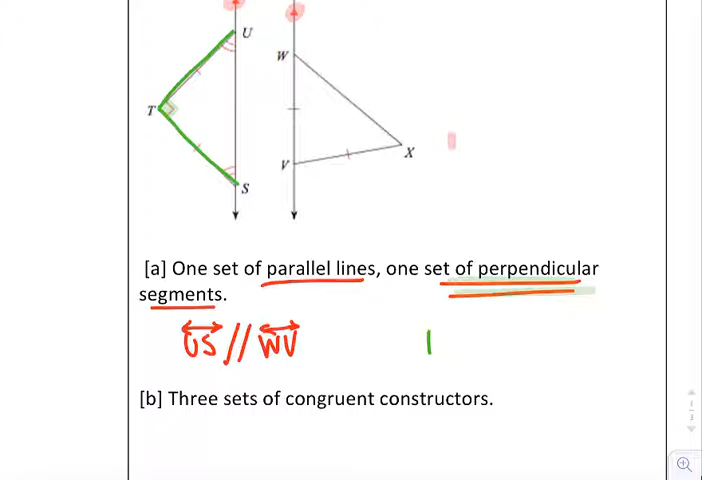 U
W
T
X
V
S
[a] One set of parallel lines, one set of perpendicular
segments.
US // WV
[b] Three sets of congruent constructors.